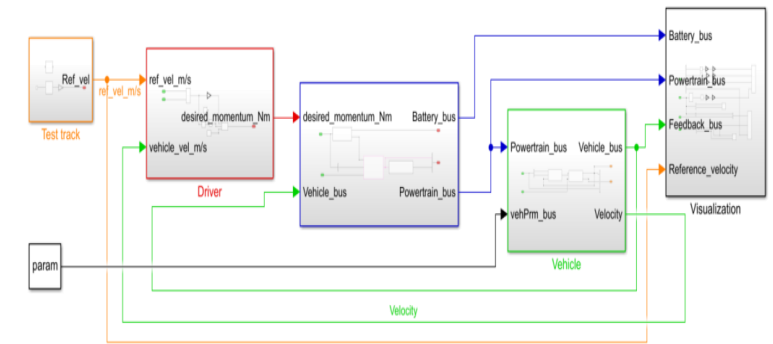 Ref_vel
ref_vel_m/s
Test track
ref_vel_m/s
desired_momentum_Nm
vehicle_vel_m/s
Driver
desired_momentum_Nm
Battery_bus
Vehicle_bus
Powertrain_bus
Powertrain_bus
Vehicle_bus
vehPrm_bus
Velocity
Vehicle
Battery_bus
Powertrain_bus
Feedback_bus
Reference_velocity
Visualization
param
Velocity